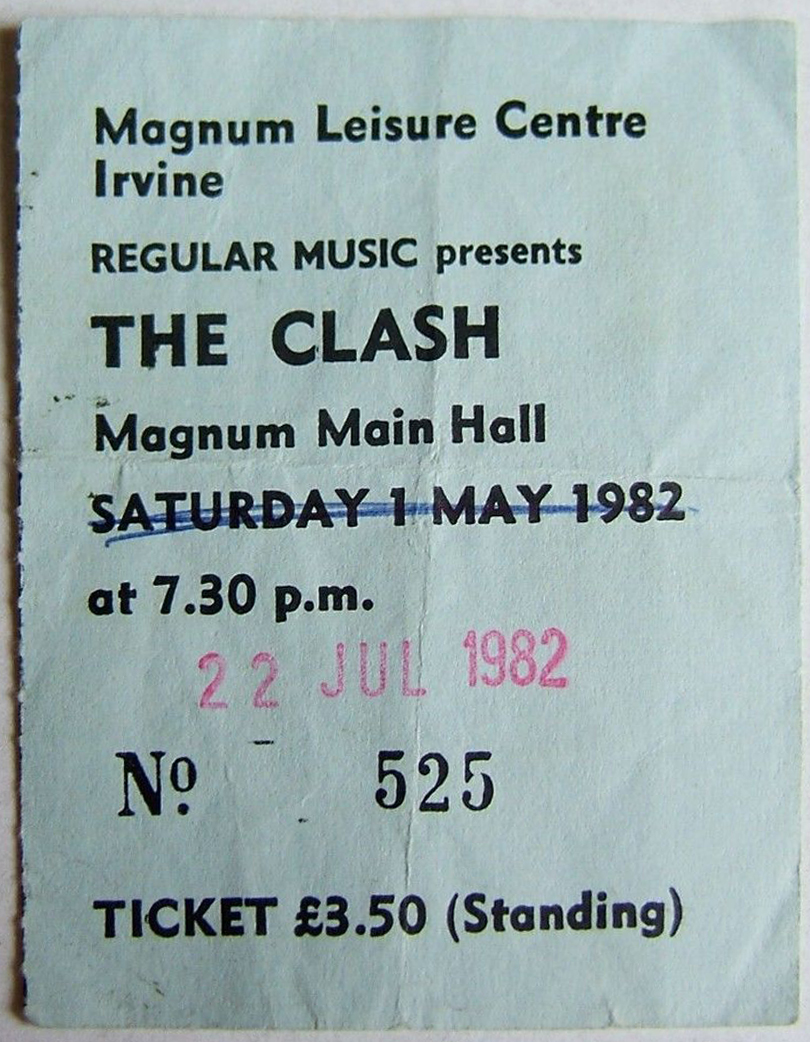 Magnum Leisure Centre
Irvine
REGULAR MUSIC presents
THE CLASH
Magnum Main Hall
SATURDAY 1 MAY 1982
at 7.30 p.m.
22 JUL 1982
Nº 525
TICKET £3.50 (Standing)